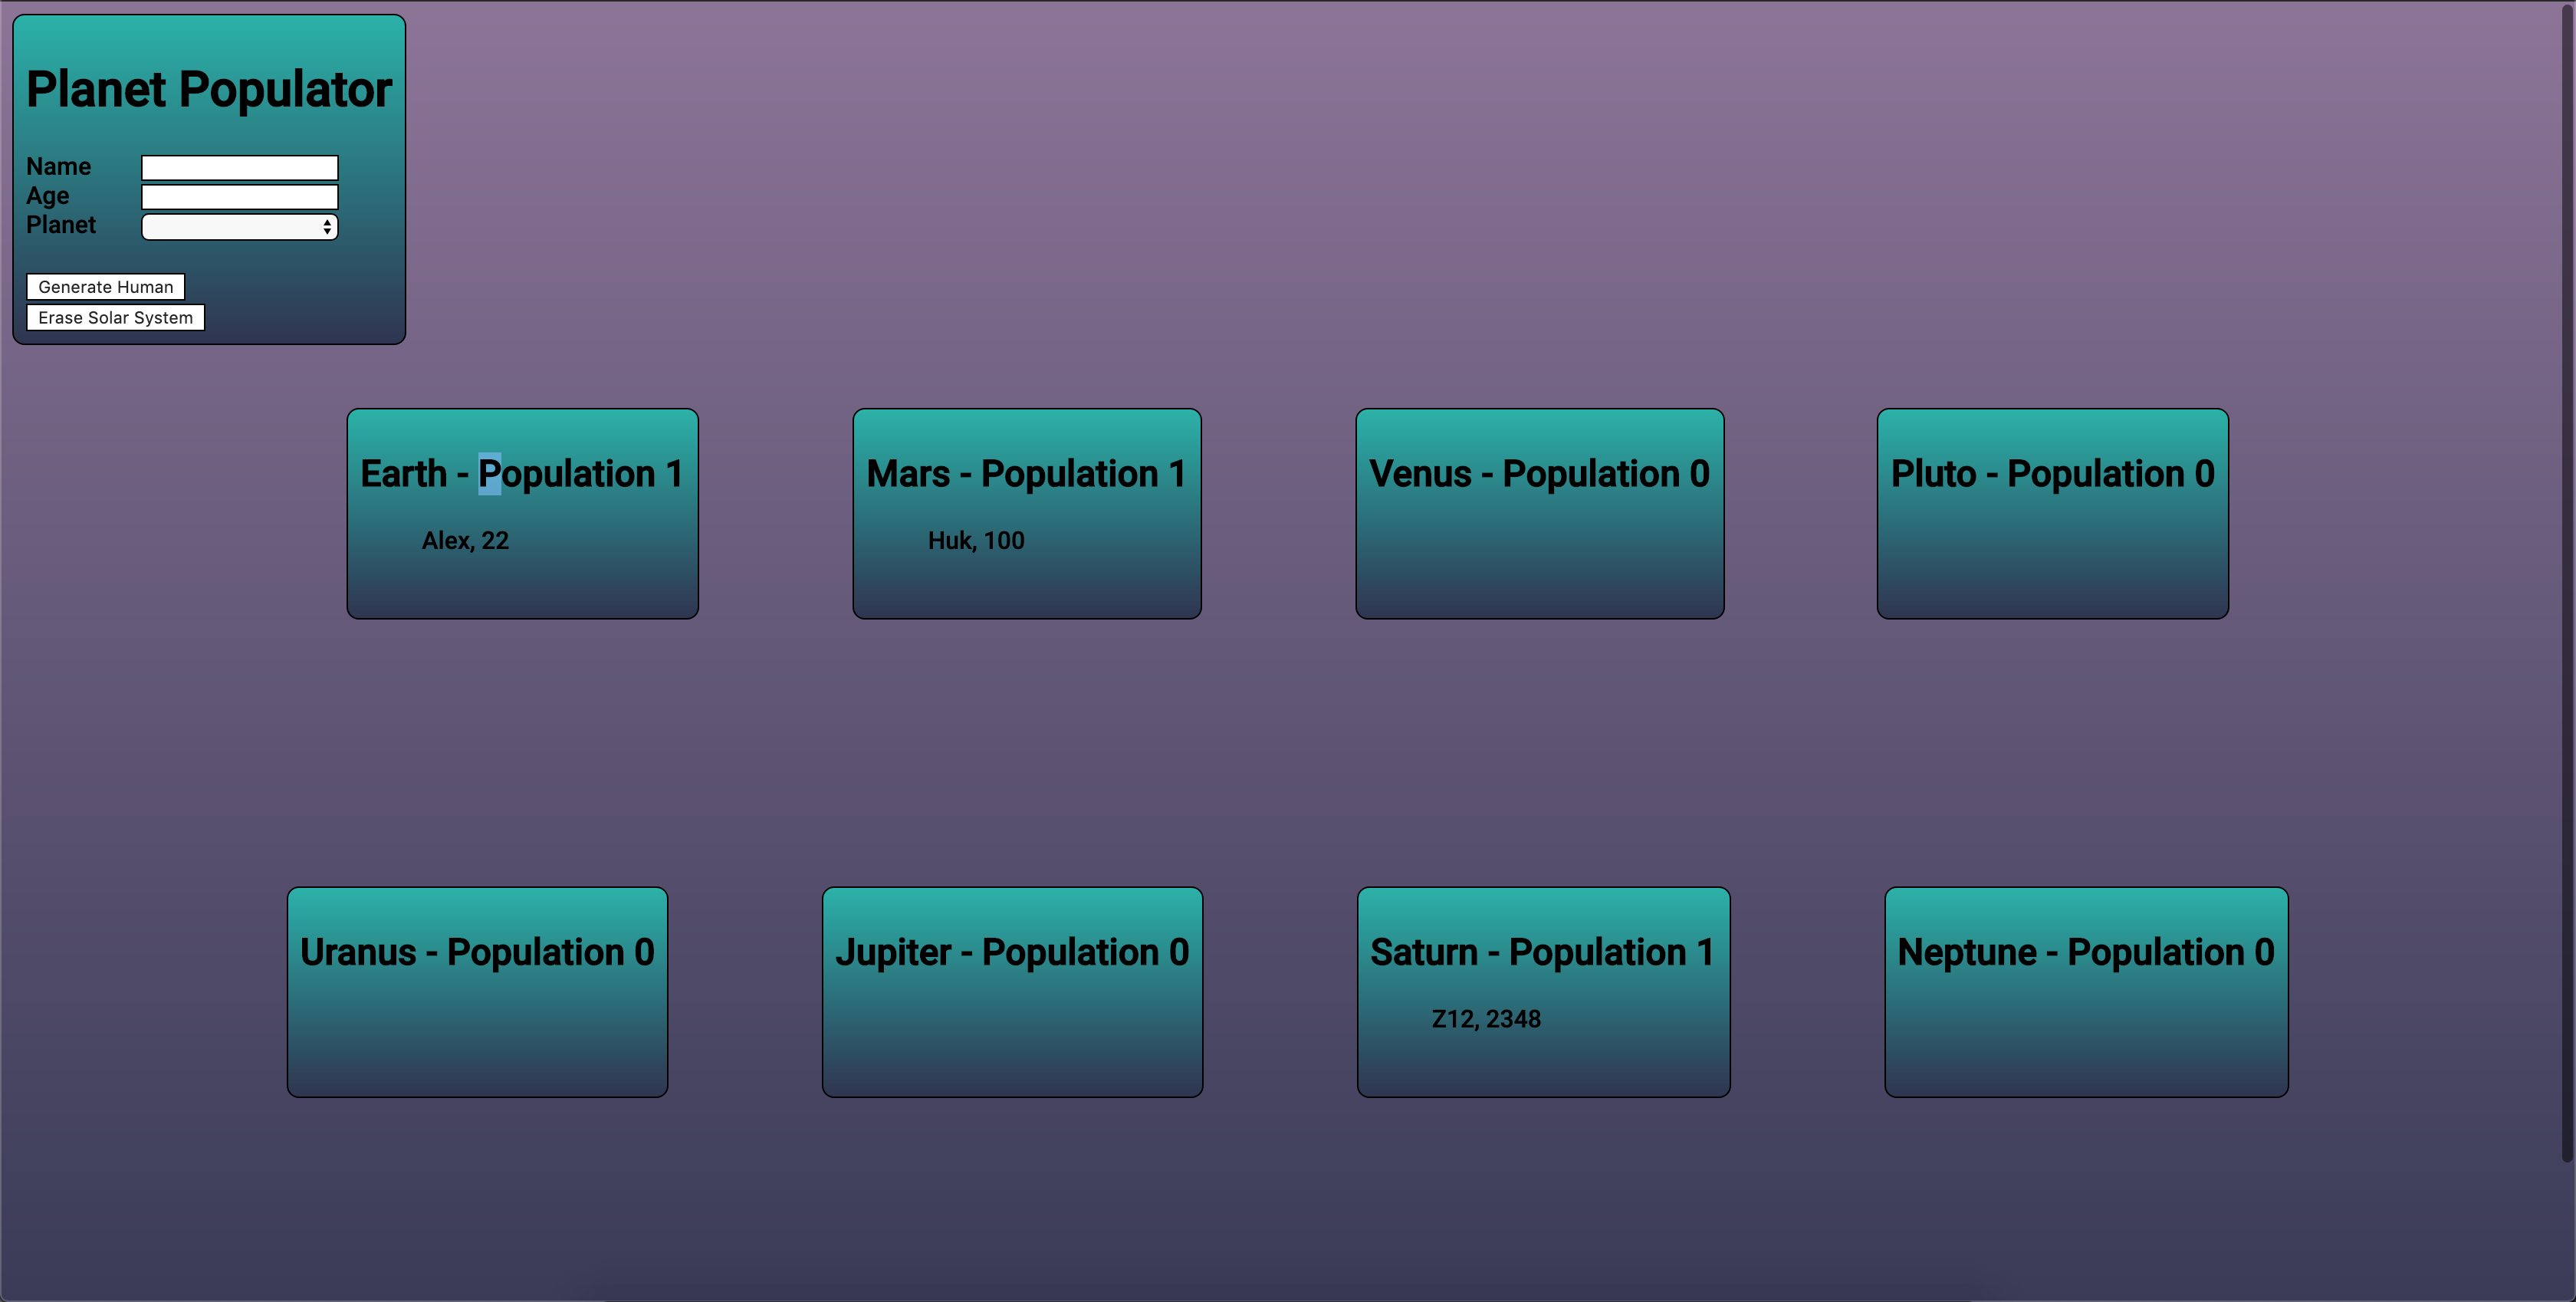 Planet Populator
Name
Age
Planet
Generate Human
Erase Solar System
Earth - Population 1
Alex, 22
Mars - Population 1
Huk, 100
Venus - Population 0
Pluto - Population 0
Uranus - Population 0
Jupiter - Population 0
Saturn - Population 1
Z12, 2348
Neptune - Population 0